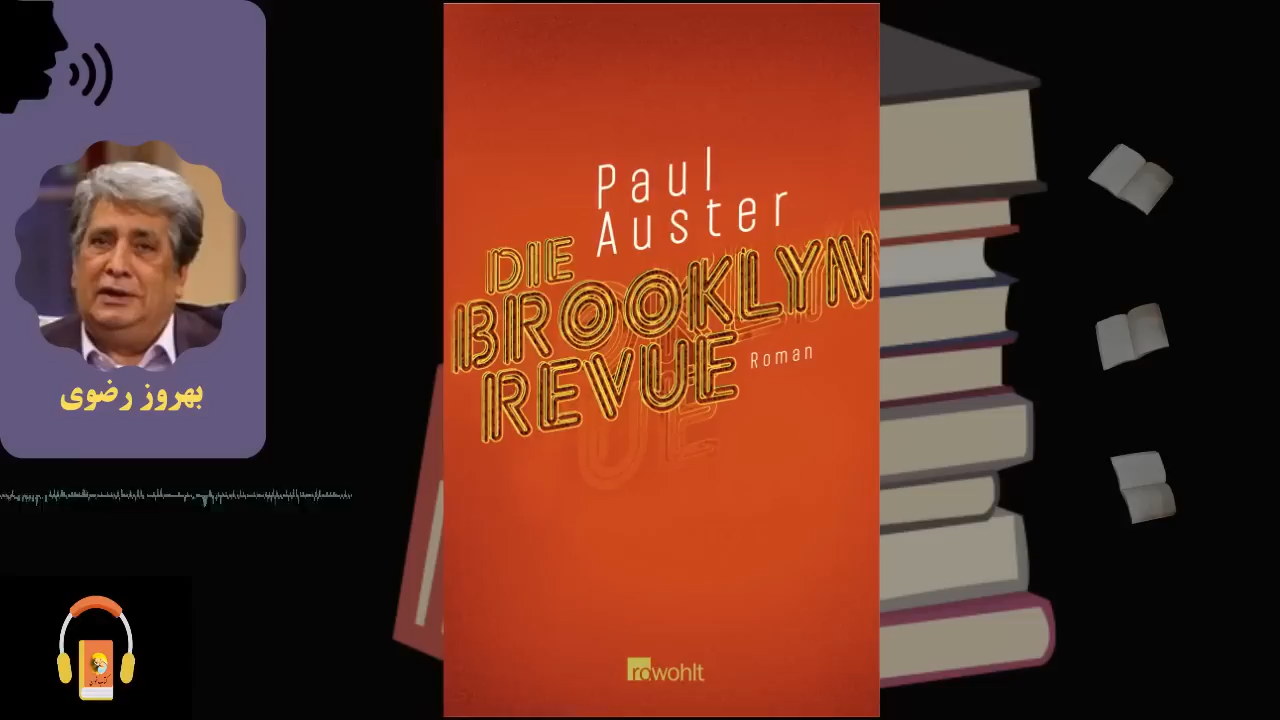 بهروز رضوی
Paul
Auster
DIE
BROOKLYN
REVUE
Roman
rowohlt